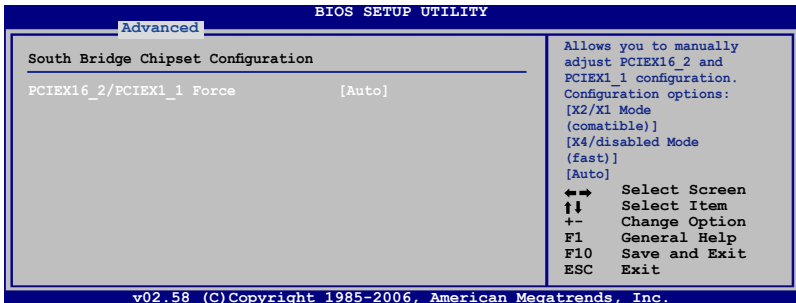 BIOS SETUP UTILITY
Advanced
South Bridge Chipset Configuration
PCIEX16_2/PCIEX1_1 Force [Auto]
Allows you to manually
adjust PCIEX16_2 and
PCIEX1_1 configuration.
Configuration options:
[X2/X1 Mode
(comatible)]
[X4/disabled Mode
(fast)]
[Auto]
←→ Select Screen
↑↓ Select Item
+- Change Option
F1 General Help
F10 Save and Exit
ESC Exit
v02.58 (C)Copyright 1985-2006, American Megatrends, Inc.